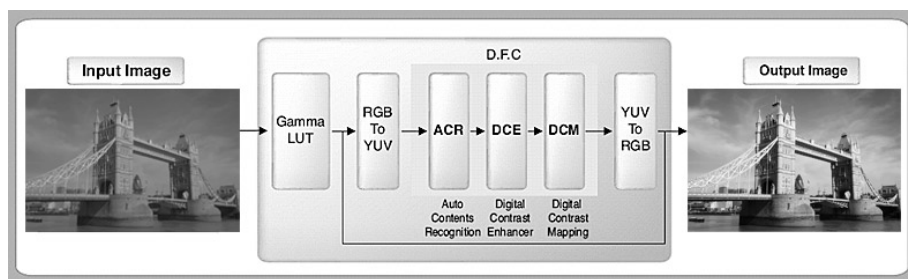 D.F.C
Input Image
Output Image
Gamma
LUT
RGB
To
YUV
ACR
DCE
DCM
YUV
To
RGB
Auto
Contents
Recognition
Digital
Contrast
Enhancer
Digital
Contrast
Mapping